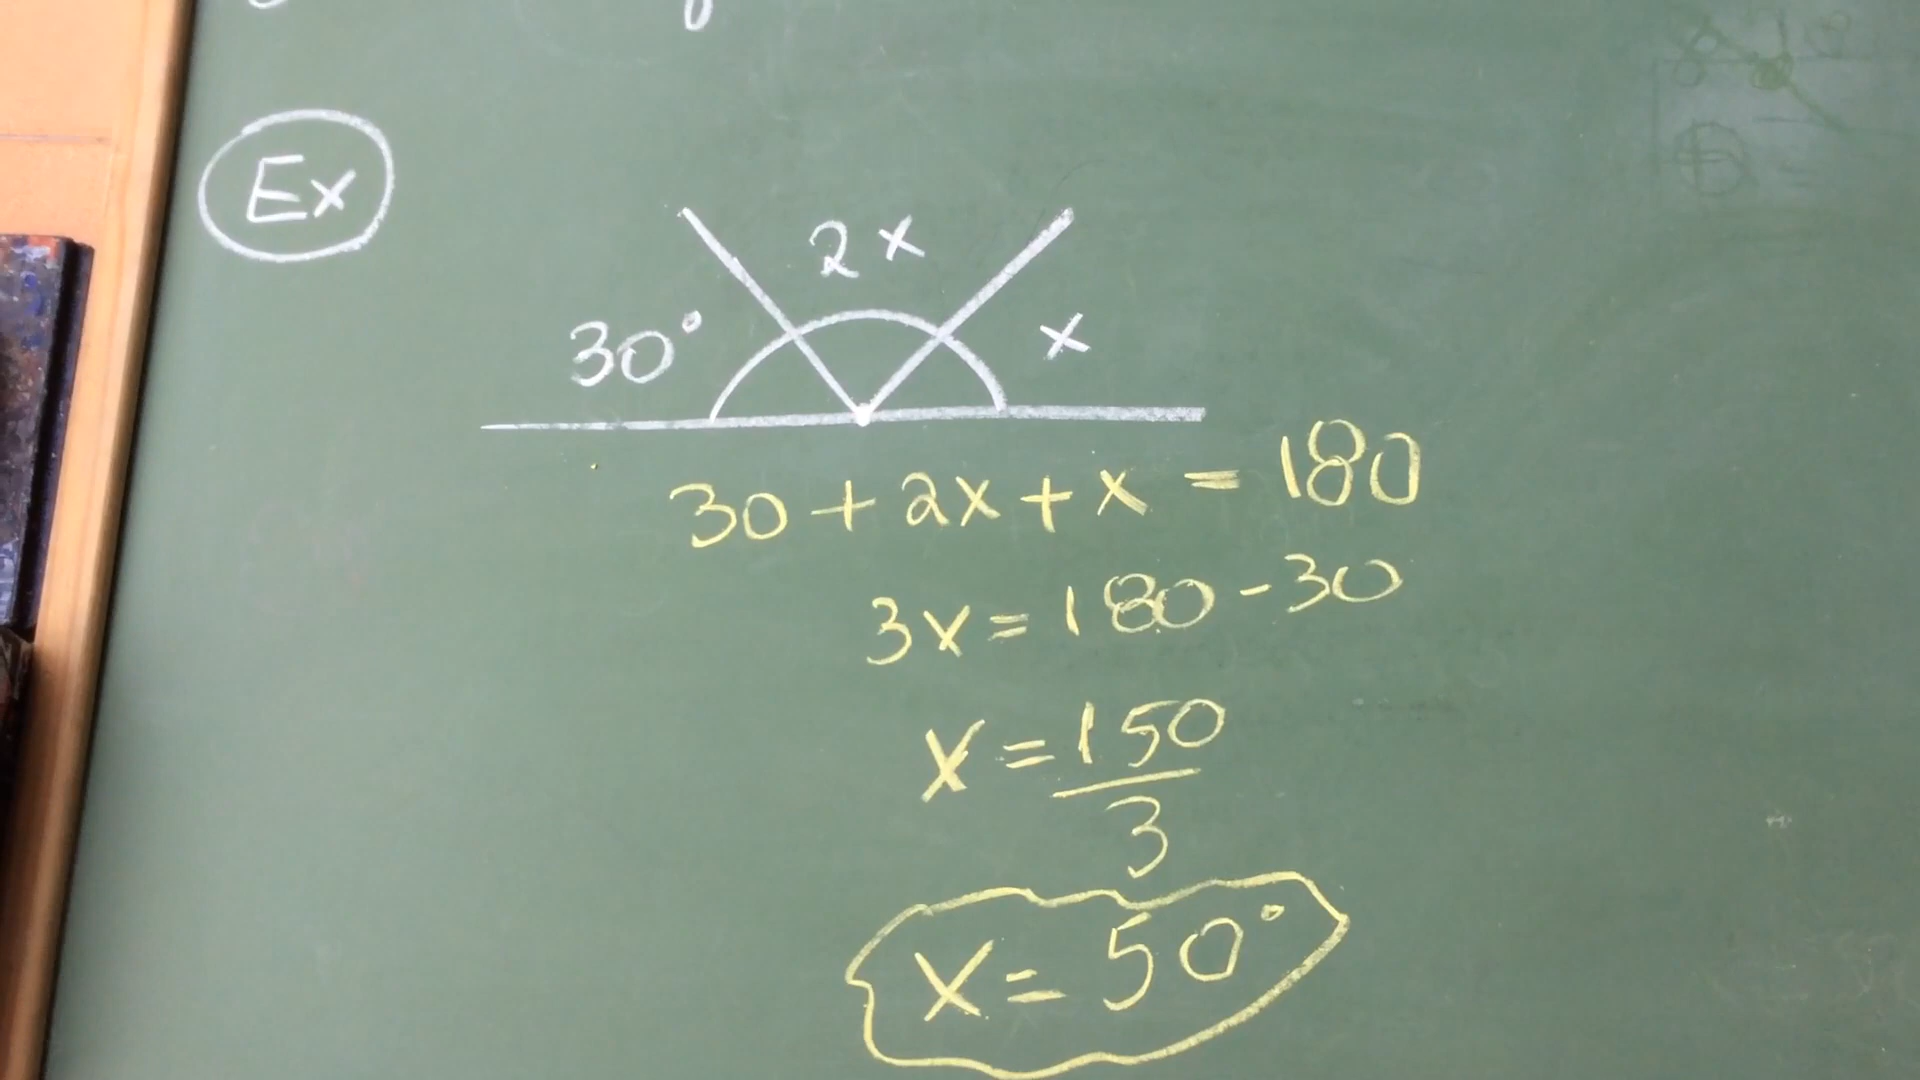 Ex
2x
30° x
30 + 2x + x = 180
3x = 180 - 30
x = 150
3
x = 50°